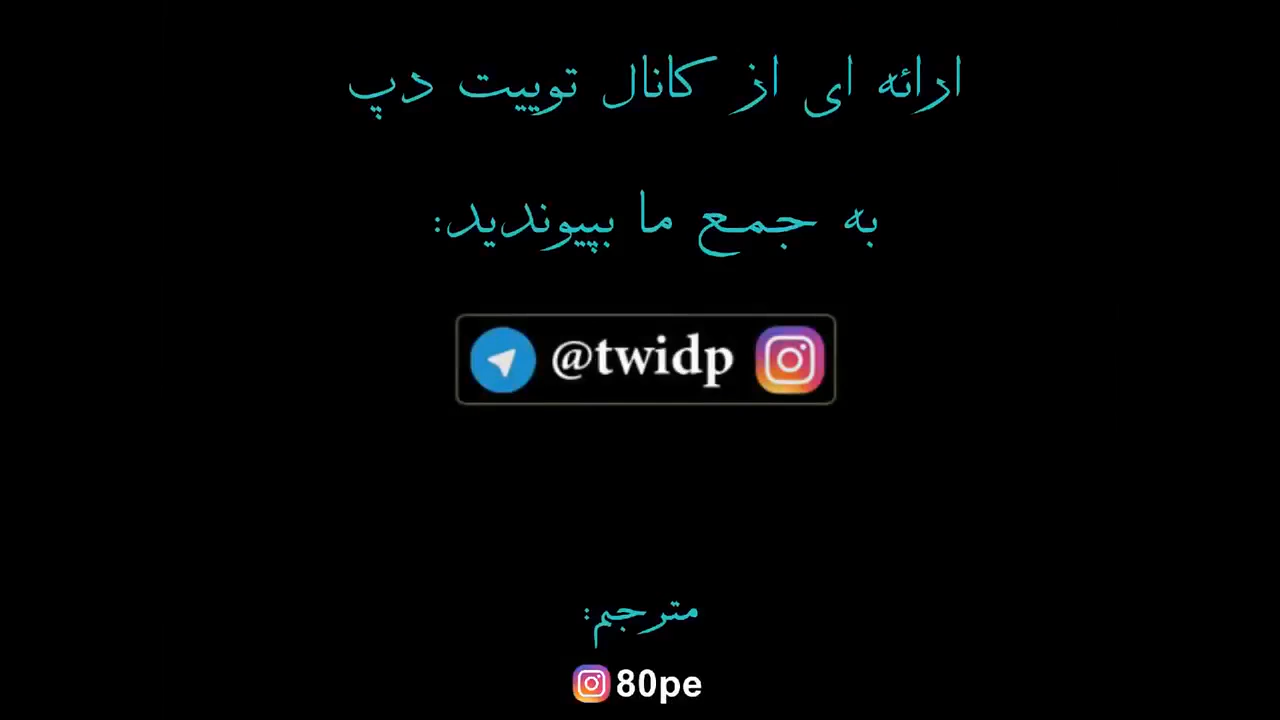 ارائه ای از کانال توییت دپ
به جمع ما بپیوندید:
@twidp
مترجم:
80pe